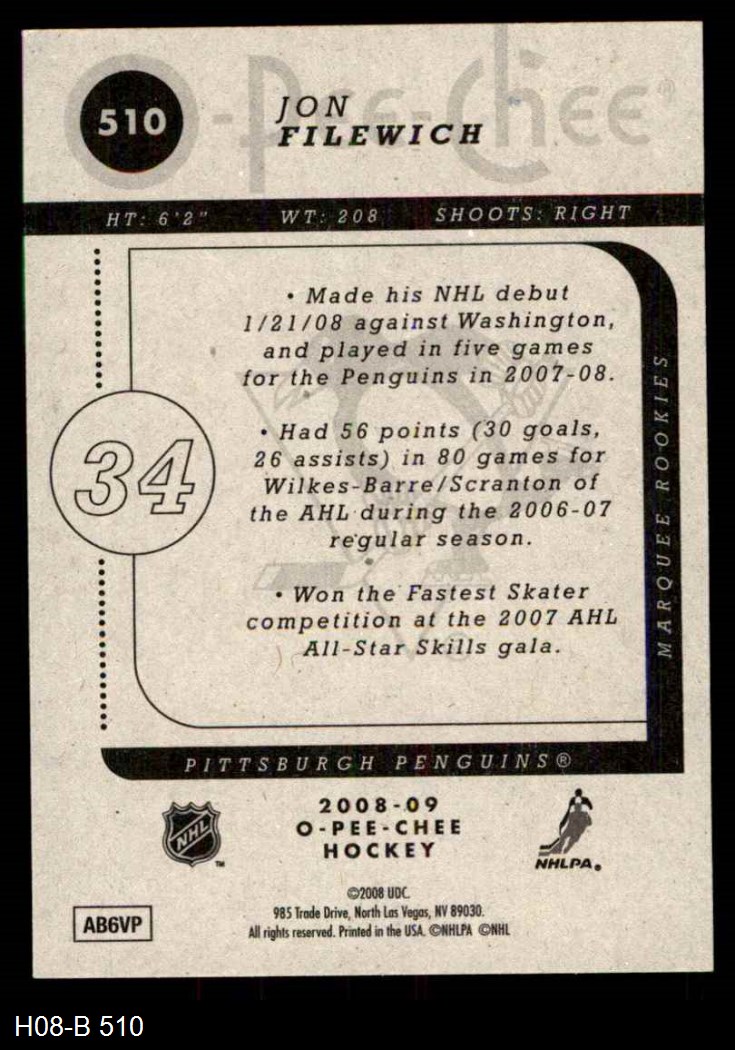 O-Pee-Chee®
510
JON
FILEWICH
HT: 6'2" WT: 208 SHOOTS: RIGHT
• Made his NHL debut
1/21/08 against Washington,
and played in five games
for the Penguins in 2007-08.
34
• Had 56 points (30 goals,
26 assists) in 80 games for
Wilkes-Barre/Scranton of
the AHL during the 2006-07
regular season.
• Won the Fastest Skater
competition at the 2007 AHL
All-Star Skills gala.
MARQUEE ROOKIES
PITTSBURGH PENGUINS®
NHL
TM
2008-09
O-PEE-CHEE
HOCKEY
NHLPA®
©2008 UDC.
985 Trade Drive, North Las Vegas, NV 89030.
All rights reserved. Printed in the USA. ©NHLPA ©NHL
AB6VP
H08-B 510